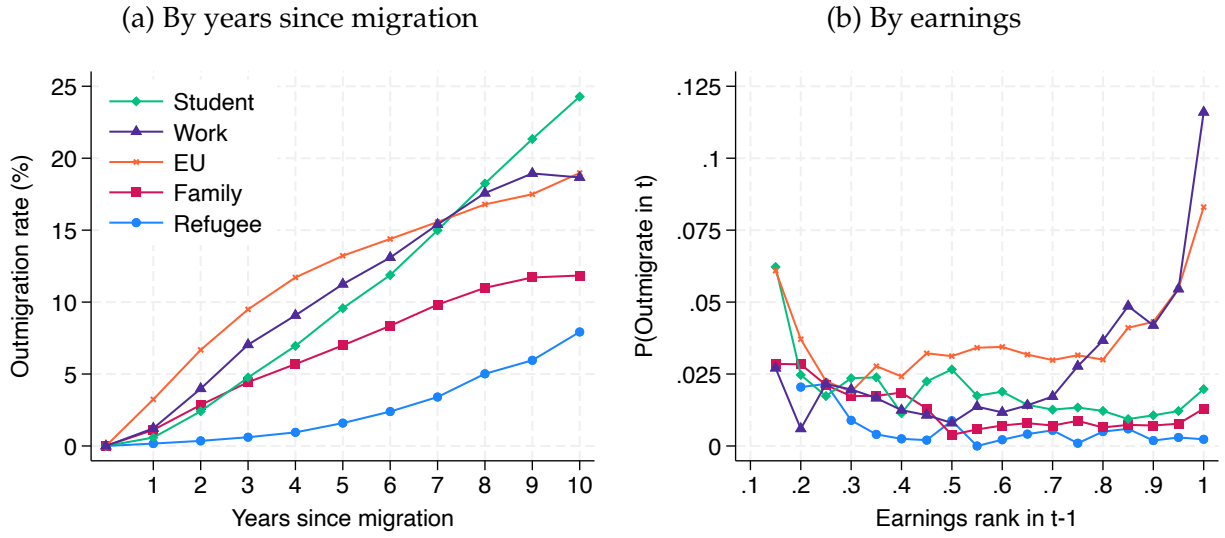 (a) By years since migration
25
20
15
10
5
0
Outmigration rate (%)
Student
Work
EU
Family
Refugee
1 2 3 4 5 6 7 8 9 10
Years since migration
(b) By earnings
.125
.1
.075
.05
.025
0
P(Outmigrate in t)
.1 .2 .3 .4 .5 .6 .7 .8 .9 1
Earnings rank in t-1